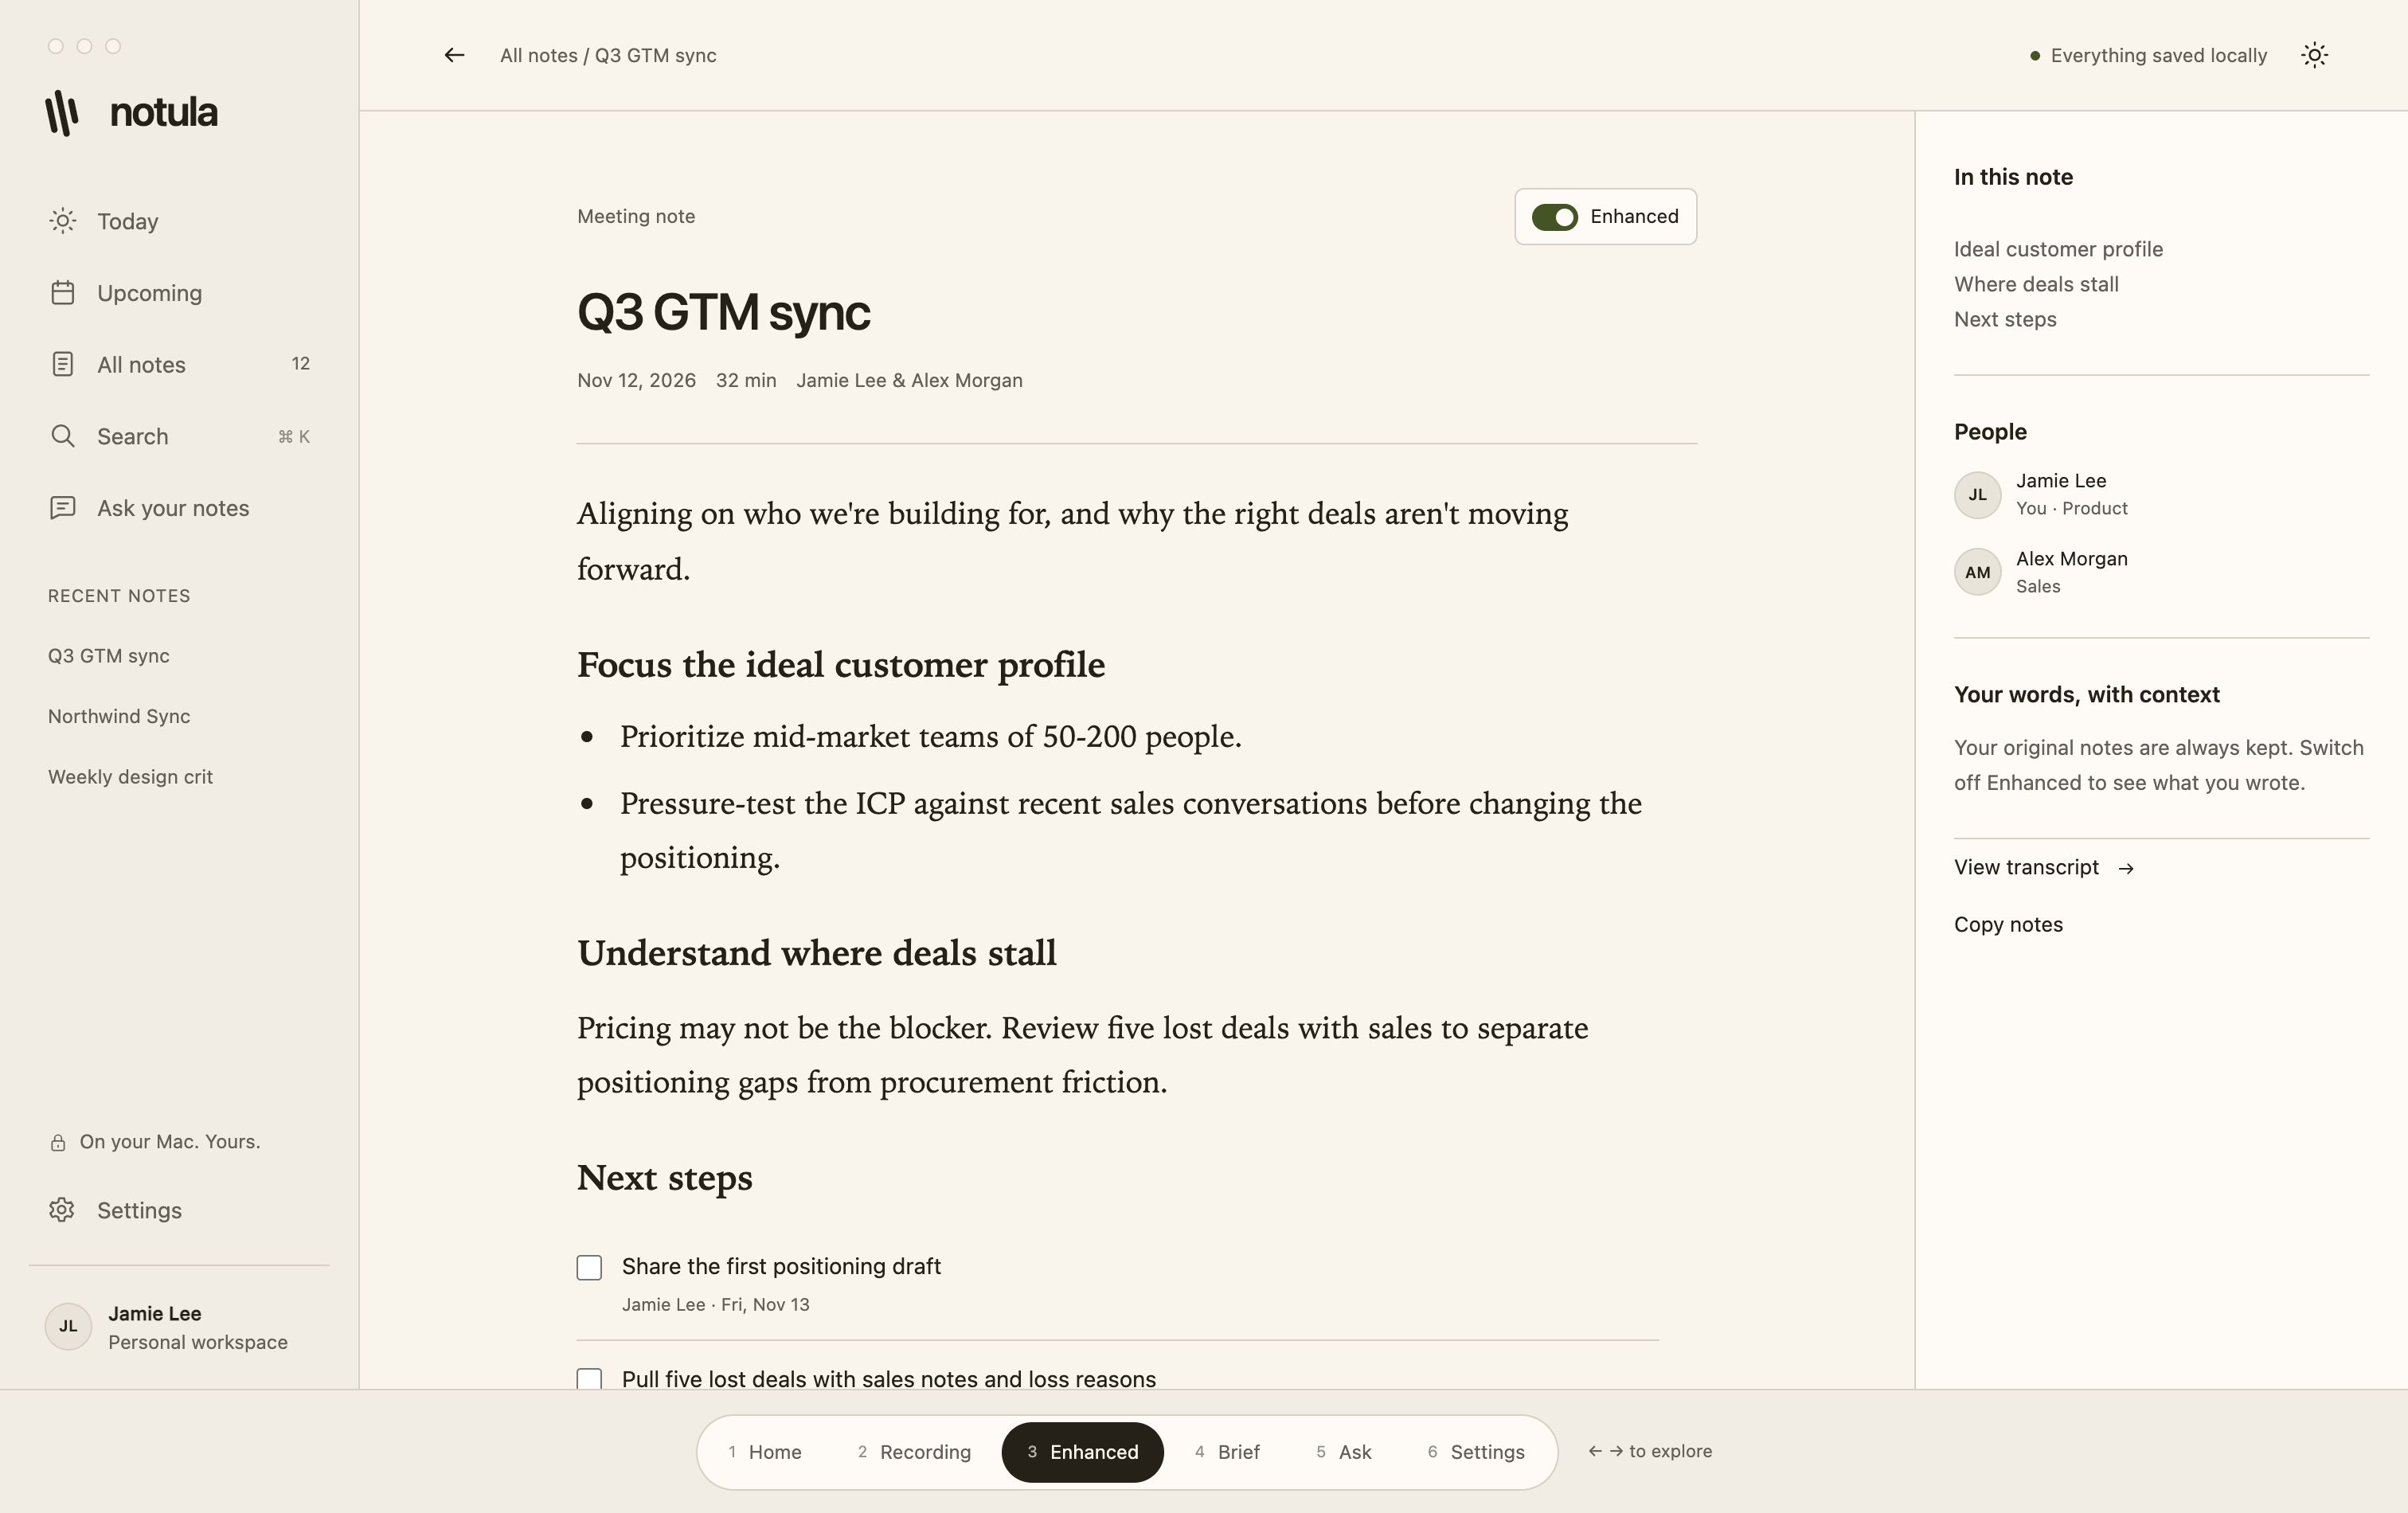 notula
Today
Upcoming
All notes 12
Search ⌘ K
Ask your notes
RECENT NOTES
Q3 GTM sync
Northwind Sync
Weekly design crit
On your Mac. Yours.
Settings
JL
Jamie Lee
Personal workspace
← All notes / Q3 GTM sync
Everything saved locally
Meeting note
Enhanced
Q3 GTM sync
Nov 12, 2026 32 min Jamie Lee & Alex Morgan
Aligning on who we're building for, and why the right deals aren't moving
forward.
Focus the ideal customer profile
• Prioritize mid-market teams of 50-200 people.
• Pressure-test the ICP against recent sales conversations before changing the
positioning.
Understand where deals stall
Pricing may not be the blocker. Review five lost deals with sales to separate
positioning gaps from procurement friction.
Next steps
Share the first positioning draft
Jamie Lee · Fri, Nov 13
Pull five lost deals with sales notes and loss reasons
In this note
Ideal customer profile
Where deals stall
Next steps
People
JL
Jamie Lee
You · Product
AM
Alex Morgan
Sales
Your words, with context
Your original notes are always kept. Switch
off Enhanced to see what you wrote.
View transcript →
Copy notes
1 Home 2 Recording 3 Enhanced 4 Brief 5 Ask 6 Settings ← → to explore